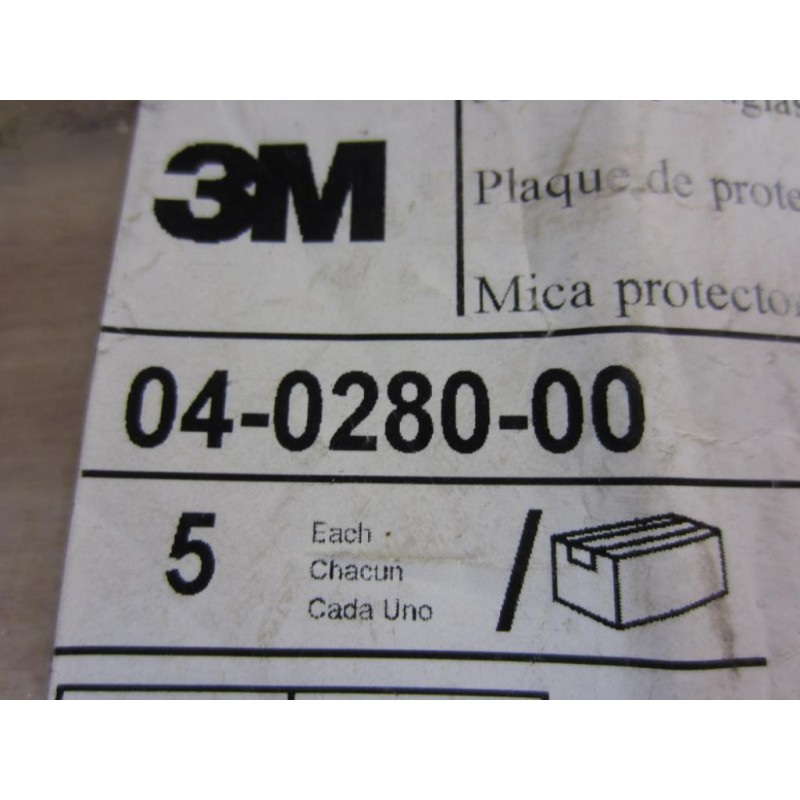 3M
Plaque de prote
Mica protector
04-0280-00
5
Each
Chacun
Cada Uno
/